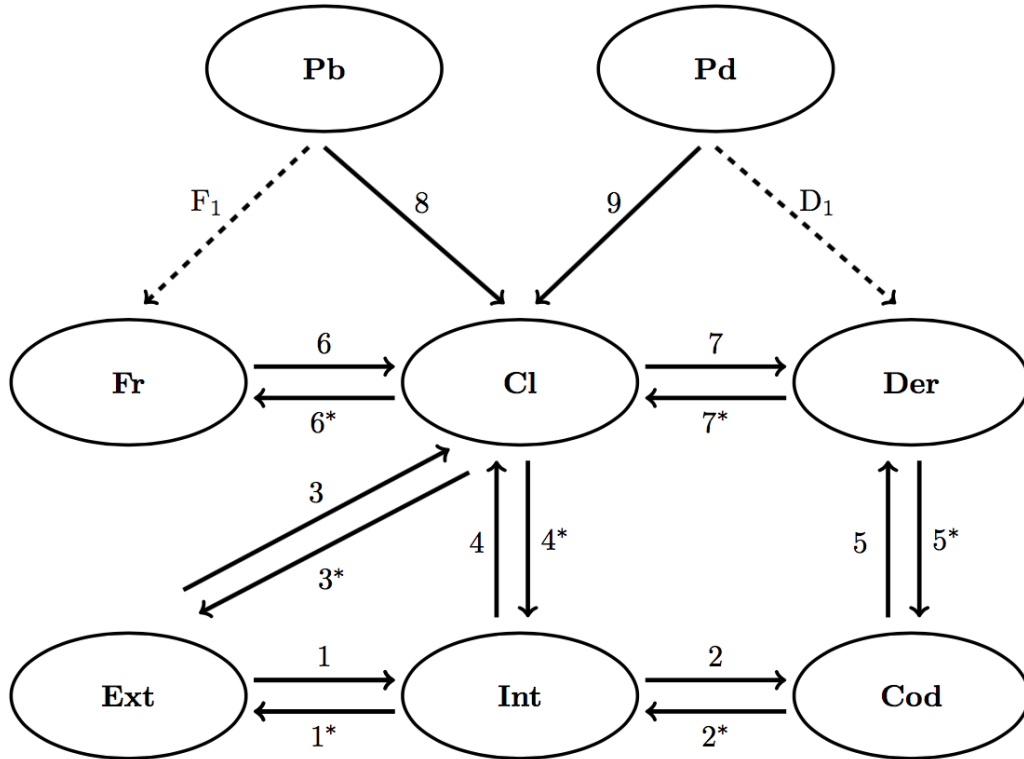 Pb Pd
F₁ 8 9 D₁
6 7
Fr Cl Der
6* 7*
3
4 4* 5 5*
3*
1 2
Ext Int Cod
1* 2*